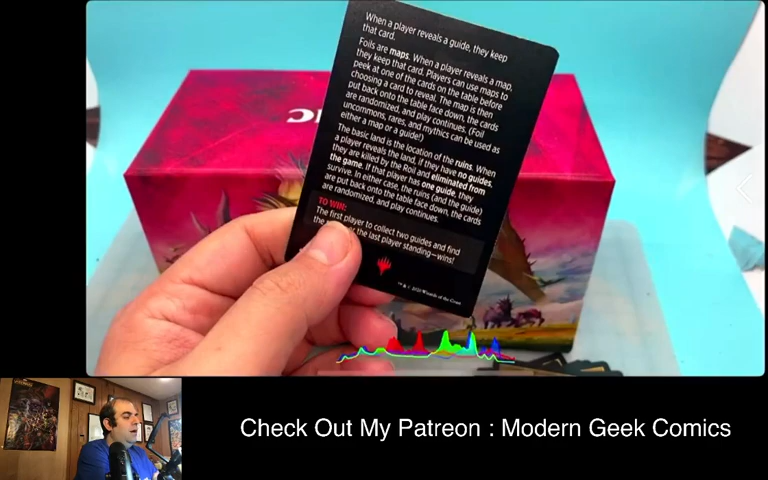 When a player reveals a guide, they keep
that card.
Foils are maps. When a player reveals a map,
they keep that card. Players can use maps to
peek at one of the cards on the table before
choosing a card to reveal. The map is then
put back onto the table face down, the cards
are randomized, and play continues. (Foil
uncommons, rares, and mythics can be used as
either a map or a guide!)
The basic land is the location of the ruins. When
a player reveals the land, if they have no guides,
they are killed by the Roil and eliminated from
the game. If that player has one guide, they
survive. In either case, the ruins (and the guide)
are put back onto the table face down, the cards
are randomized, and play continues.
TO WIN:
The first player to collect two guides and find
the the last player standing—wins!
™ & © 2020 Wizards of the Coast
IC
Check Out My Patreon : Modern Geek Comics